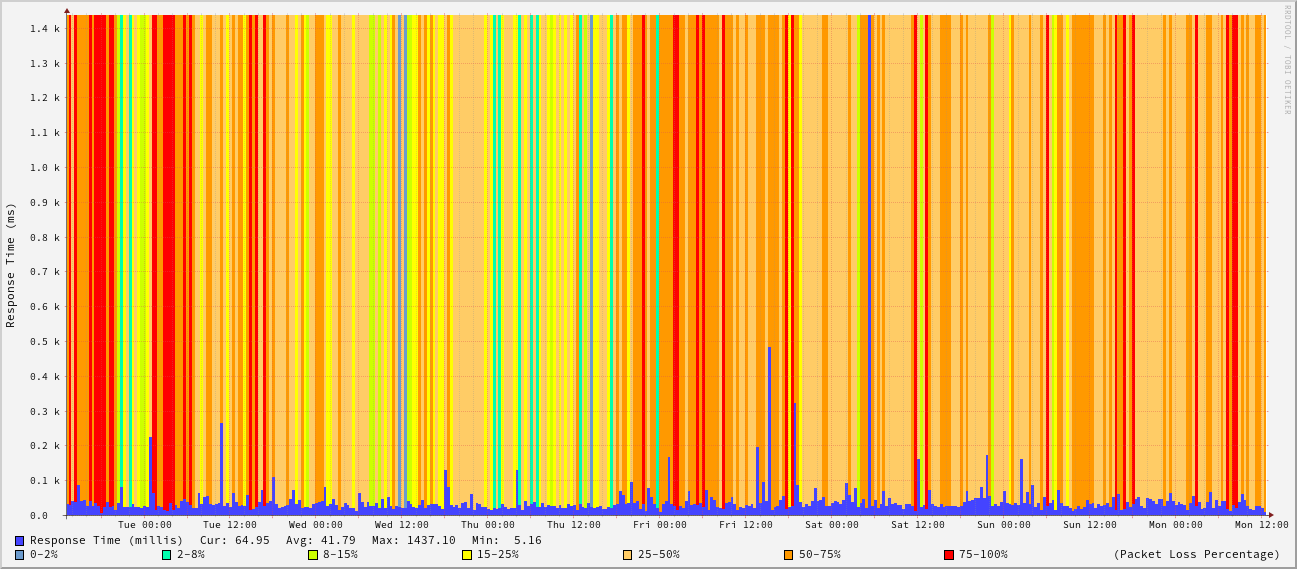 1.4 k
1.3 k
1.2 k
1.1 k
1.0 k
0.9 k
0.8 k
0.7 k
0.6 k
0.5 k
0.4 k
0.3 k
0.2 k
0.1 k
0.0
Response Time (ms)
RRDTOOL / TOBI OETIKER
Tue 00:00 Tue 12:00 Wed 00:00 Wed 12:00 Thu 00:00 Thu 12:00 Fri 00:00 Fri 12:00 Sat 00:00 Sat 12:00 Sun 00:00 Sun 12:00 Mon 00:00 Mon 12:00
Response Time (millis) Cur: 64.95 Avg: 41.79 Max: 1437.10 Min: 5.16
0-2% 2-8% 8-15% 15-25% 25-50% 50-75% 75-100% (Packet Loss Percentage)